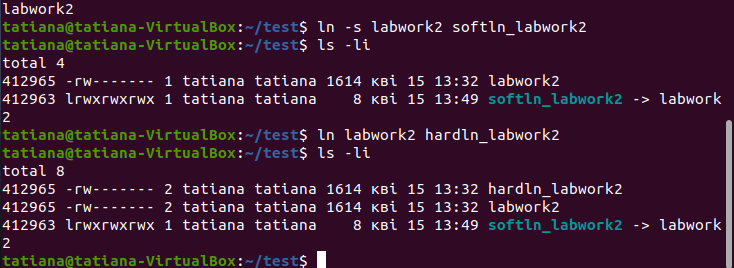 labwork2
tatiana@tatiana-VirtualBox:~/test$ ln -s labwork2 softln_labwork2
tatiana@tatiana-VirtualBox:~/test$ ls -li
total 4
412965 -rw------- 1 tatiana tatiana 1614 кві 15 13:32 labwork2
412963 lrwxrwxrwx 1 tatiana tatiana    8 кві 15 13:49 softln_labwork2 -> labwork
2
tatiana@tatiana-VirtualBox:~/test$ ln labwork2 hardln_labwork2
tatiana@tatiana-VirtualBox:~/test$ ls -li
total 8
412965 -rw------- 2 tatiana tatiana 1614 кві 15 13:32 hardln_labwork2
412965 -rw------- 2 tatiana tatiana 1614 кві 15 13:32 labwork2
412963 lrwxrwxrwx 1 tatiana tatiana    8 кві 15 13:49 softln_labwork2 -> labwork
2
tatiana@tatiana-VirtualBox:~/test$